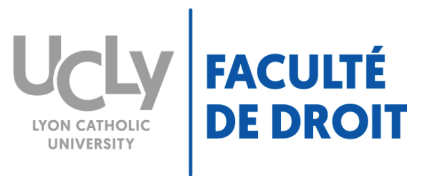 UCLy
LYON CATHOLIC
UNIVERSITY
FACULTÉ
DE DROIT